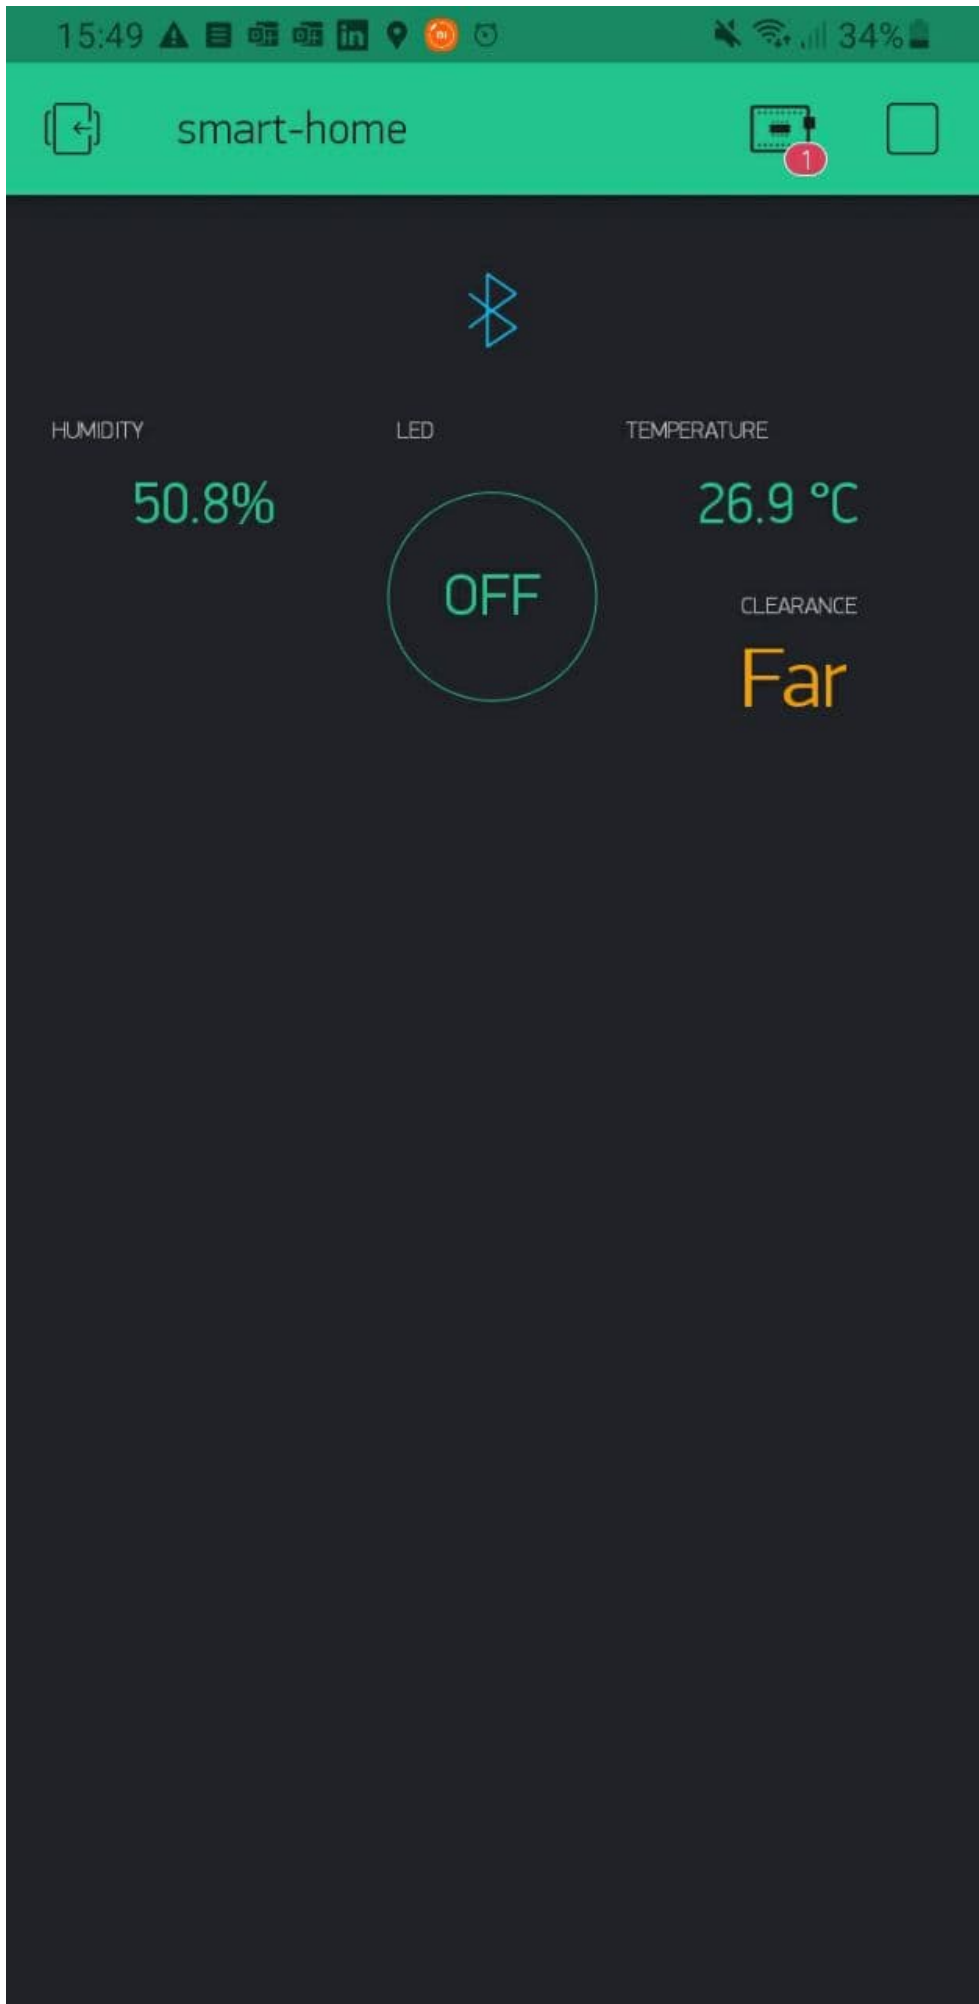 15:49 34%
smart-home
1
HUMIDITY LED TEMPERATURE
50.8% 26.9 °C
OFF
CLEARANCE
Far